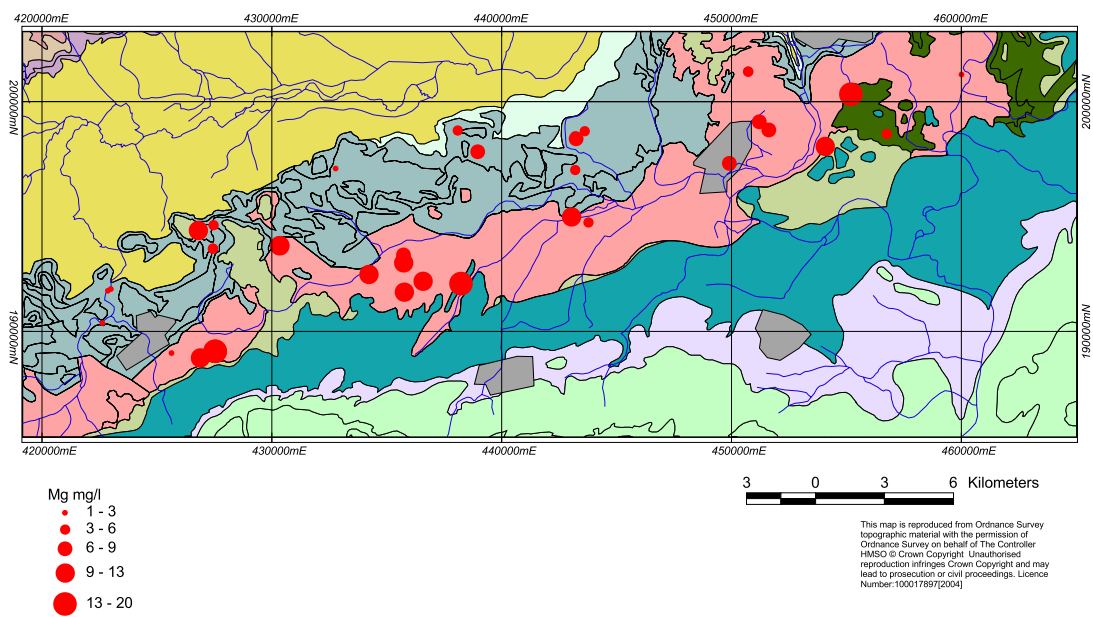 420000mE 430000mE 440000mE 450000mE 460000mE
200000mN 200000mN
190000mN 190000mN
420000mE 430000mE 440000mE 450000mE 460000mE
3 0 3 6 Kilometers
Mg mg/l
1 - 3
3 - 6
6 - 9
9 - 13
13 - 20
This map is reproduced from Ordnance Survey
topographic material with the permission of
Ordnance Survey on behalf of The Controller
HMSO © Crown Copyright Unauthorised
reproduction infringes Crown Copyright and may
lead to prosecution or civil proceedings. Licence
Number:100017897[2004]